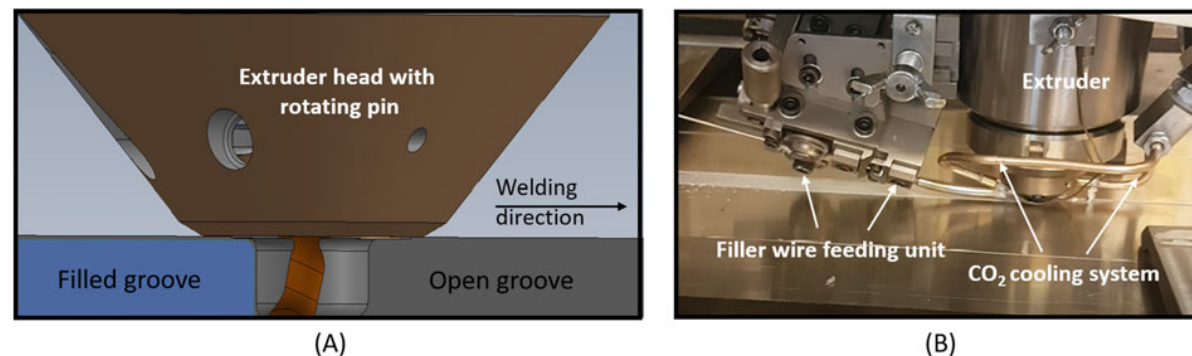 Extruder head with
rotating pin
Welding
direction
Filled groove
Open groove
(A)
Extruder
Filler wire feeding unit
CO₂ cooling system
(B)